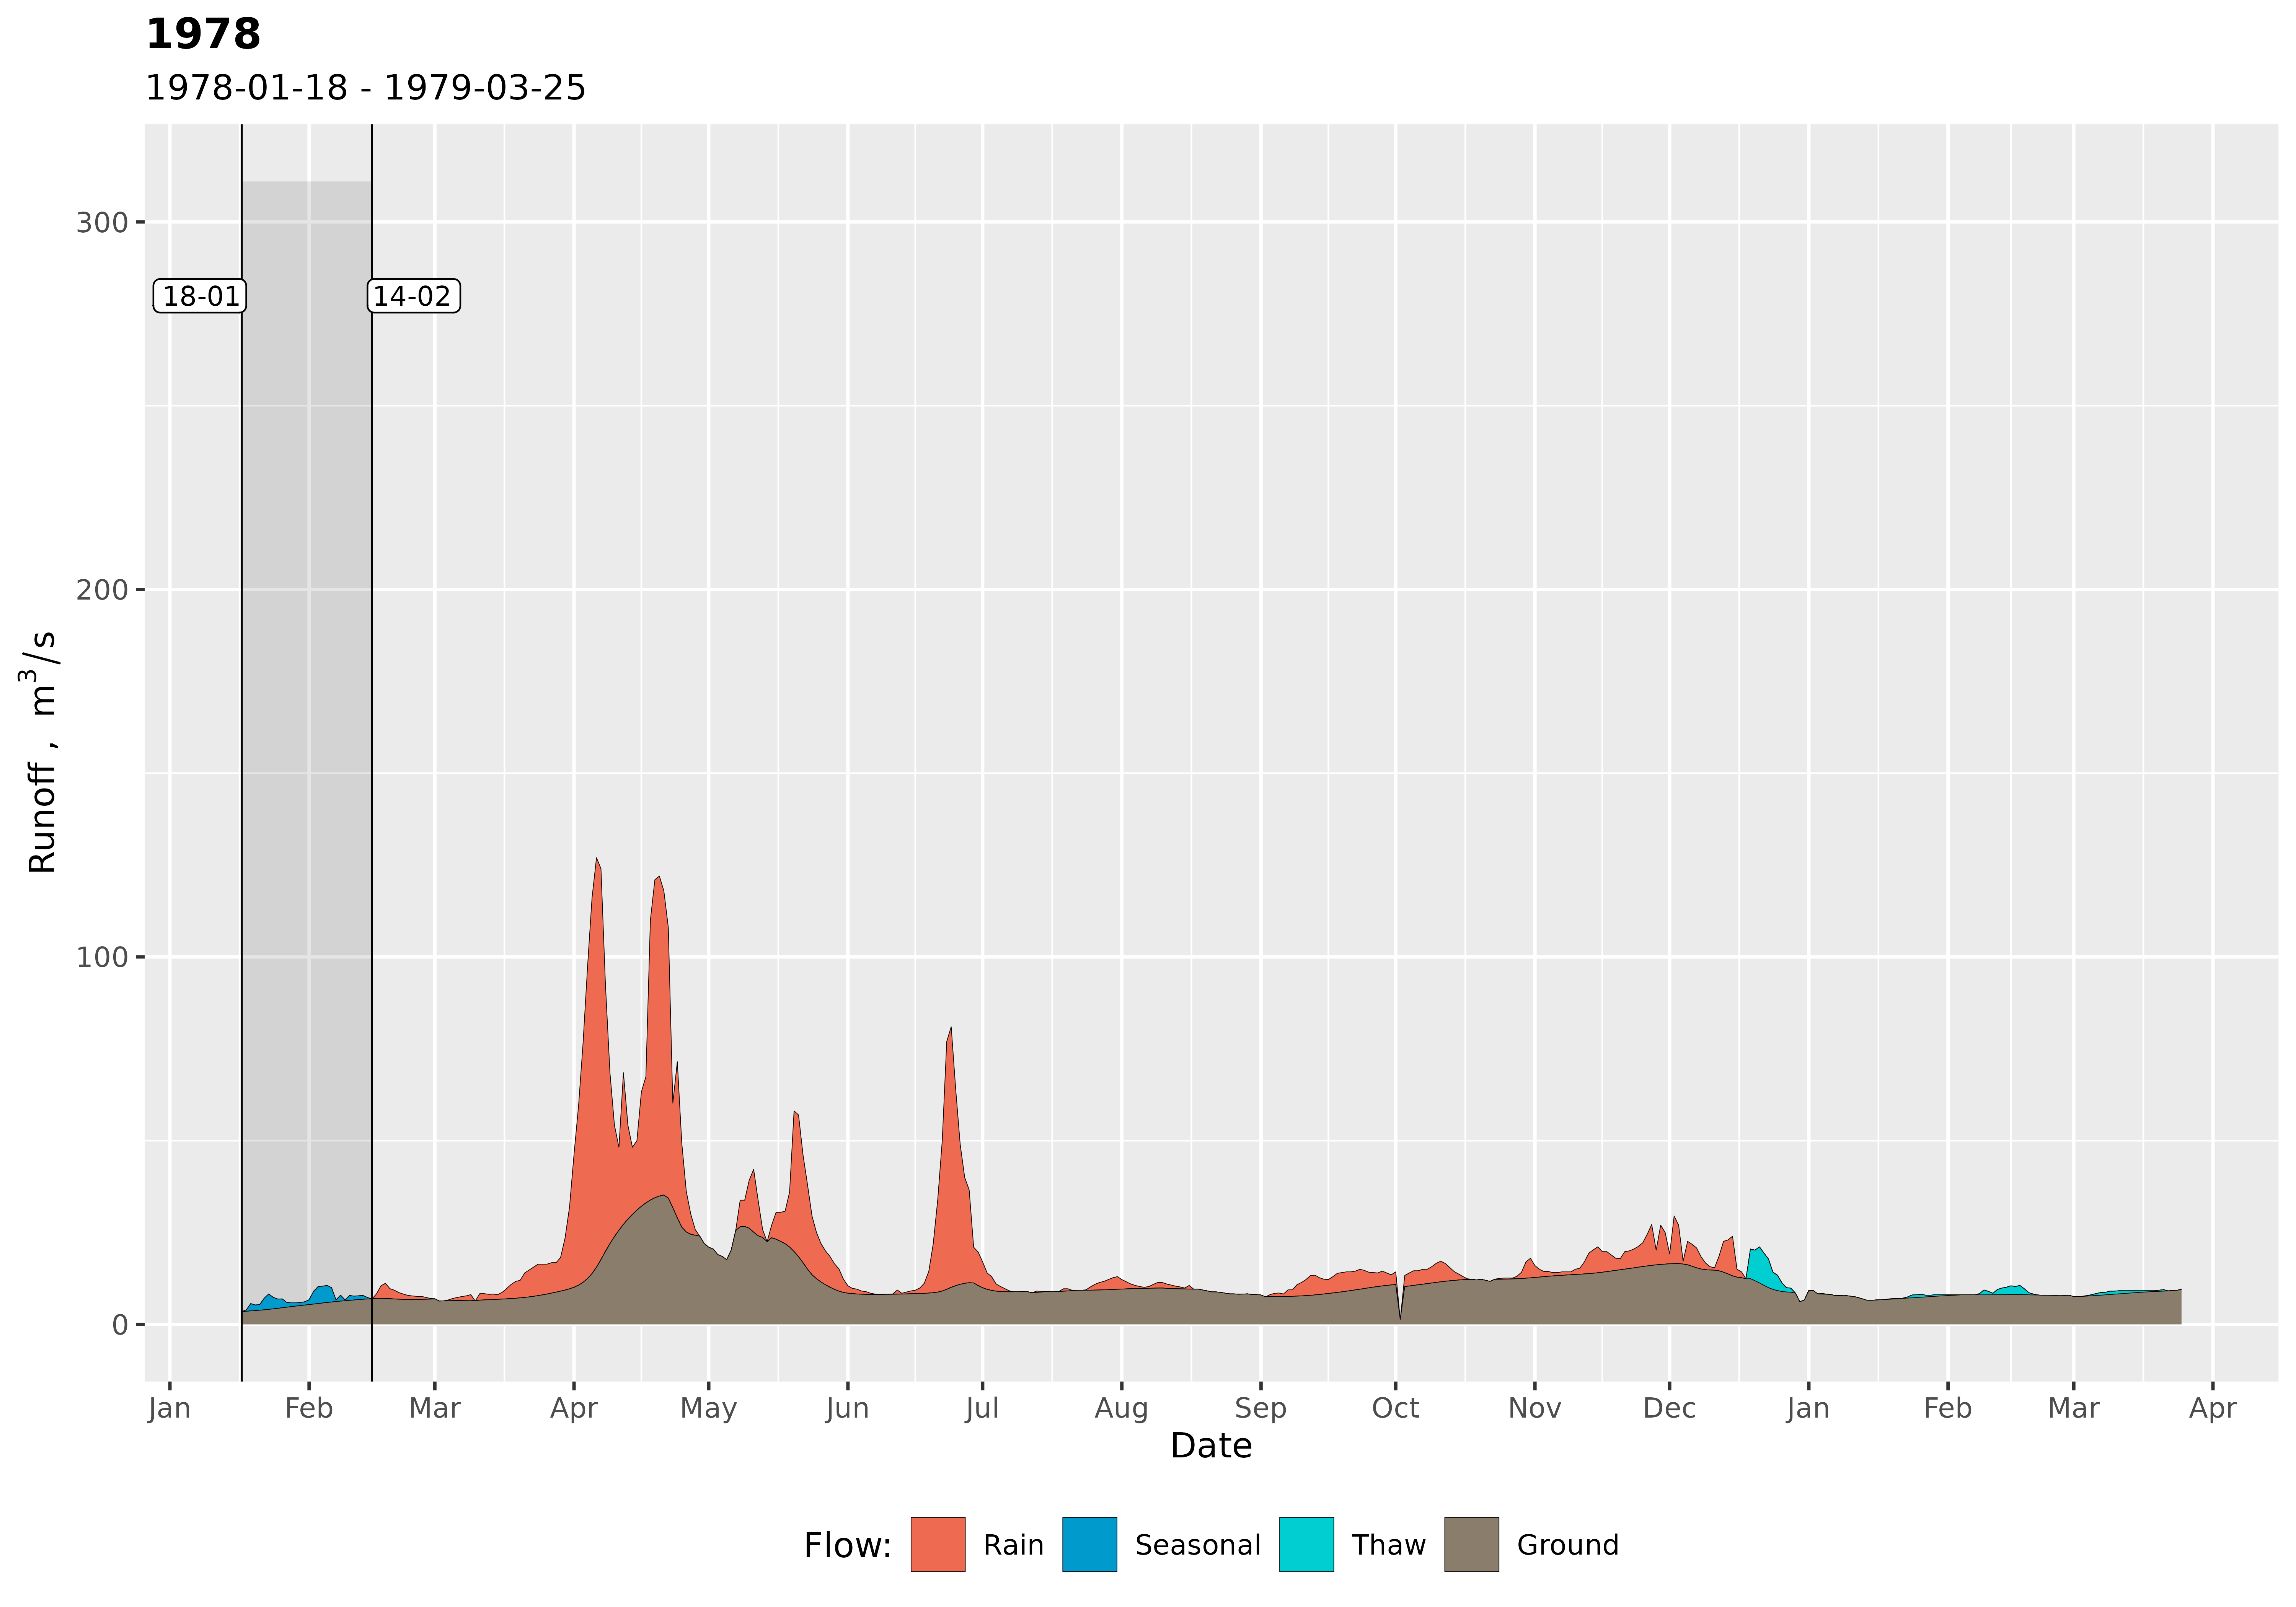 1978
1978-01-18 - 1979-03-25
Runoff , m³/s
300
200
100
0
18-01
14-02
Jan Feb Mar Apr May Jun Jul Aug Sep Oct Nov Dec Jan Feb Mar Apr
Date
Flow: Rain Seasonal Thaw Ground